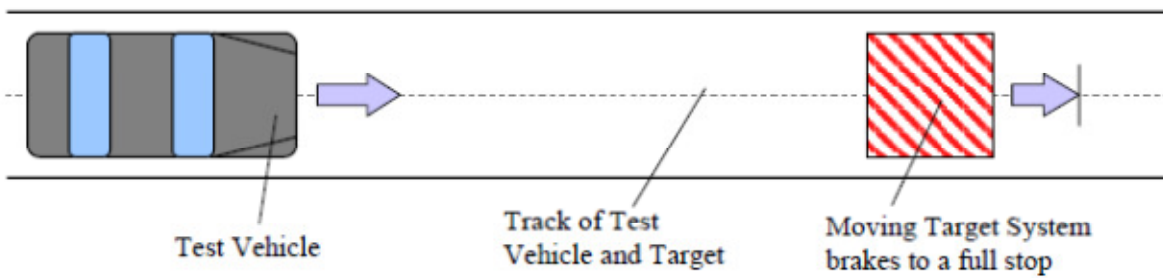 Test Vehicle
Track of Test
Vehicle and Target
Moving Target System
brakes to a full stop